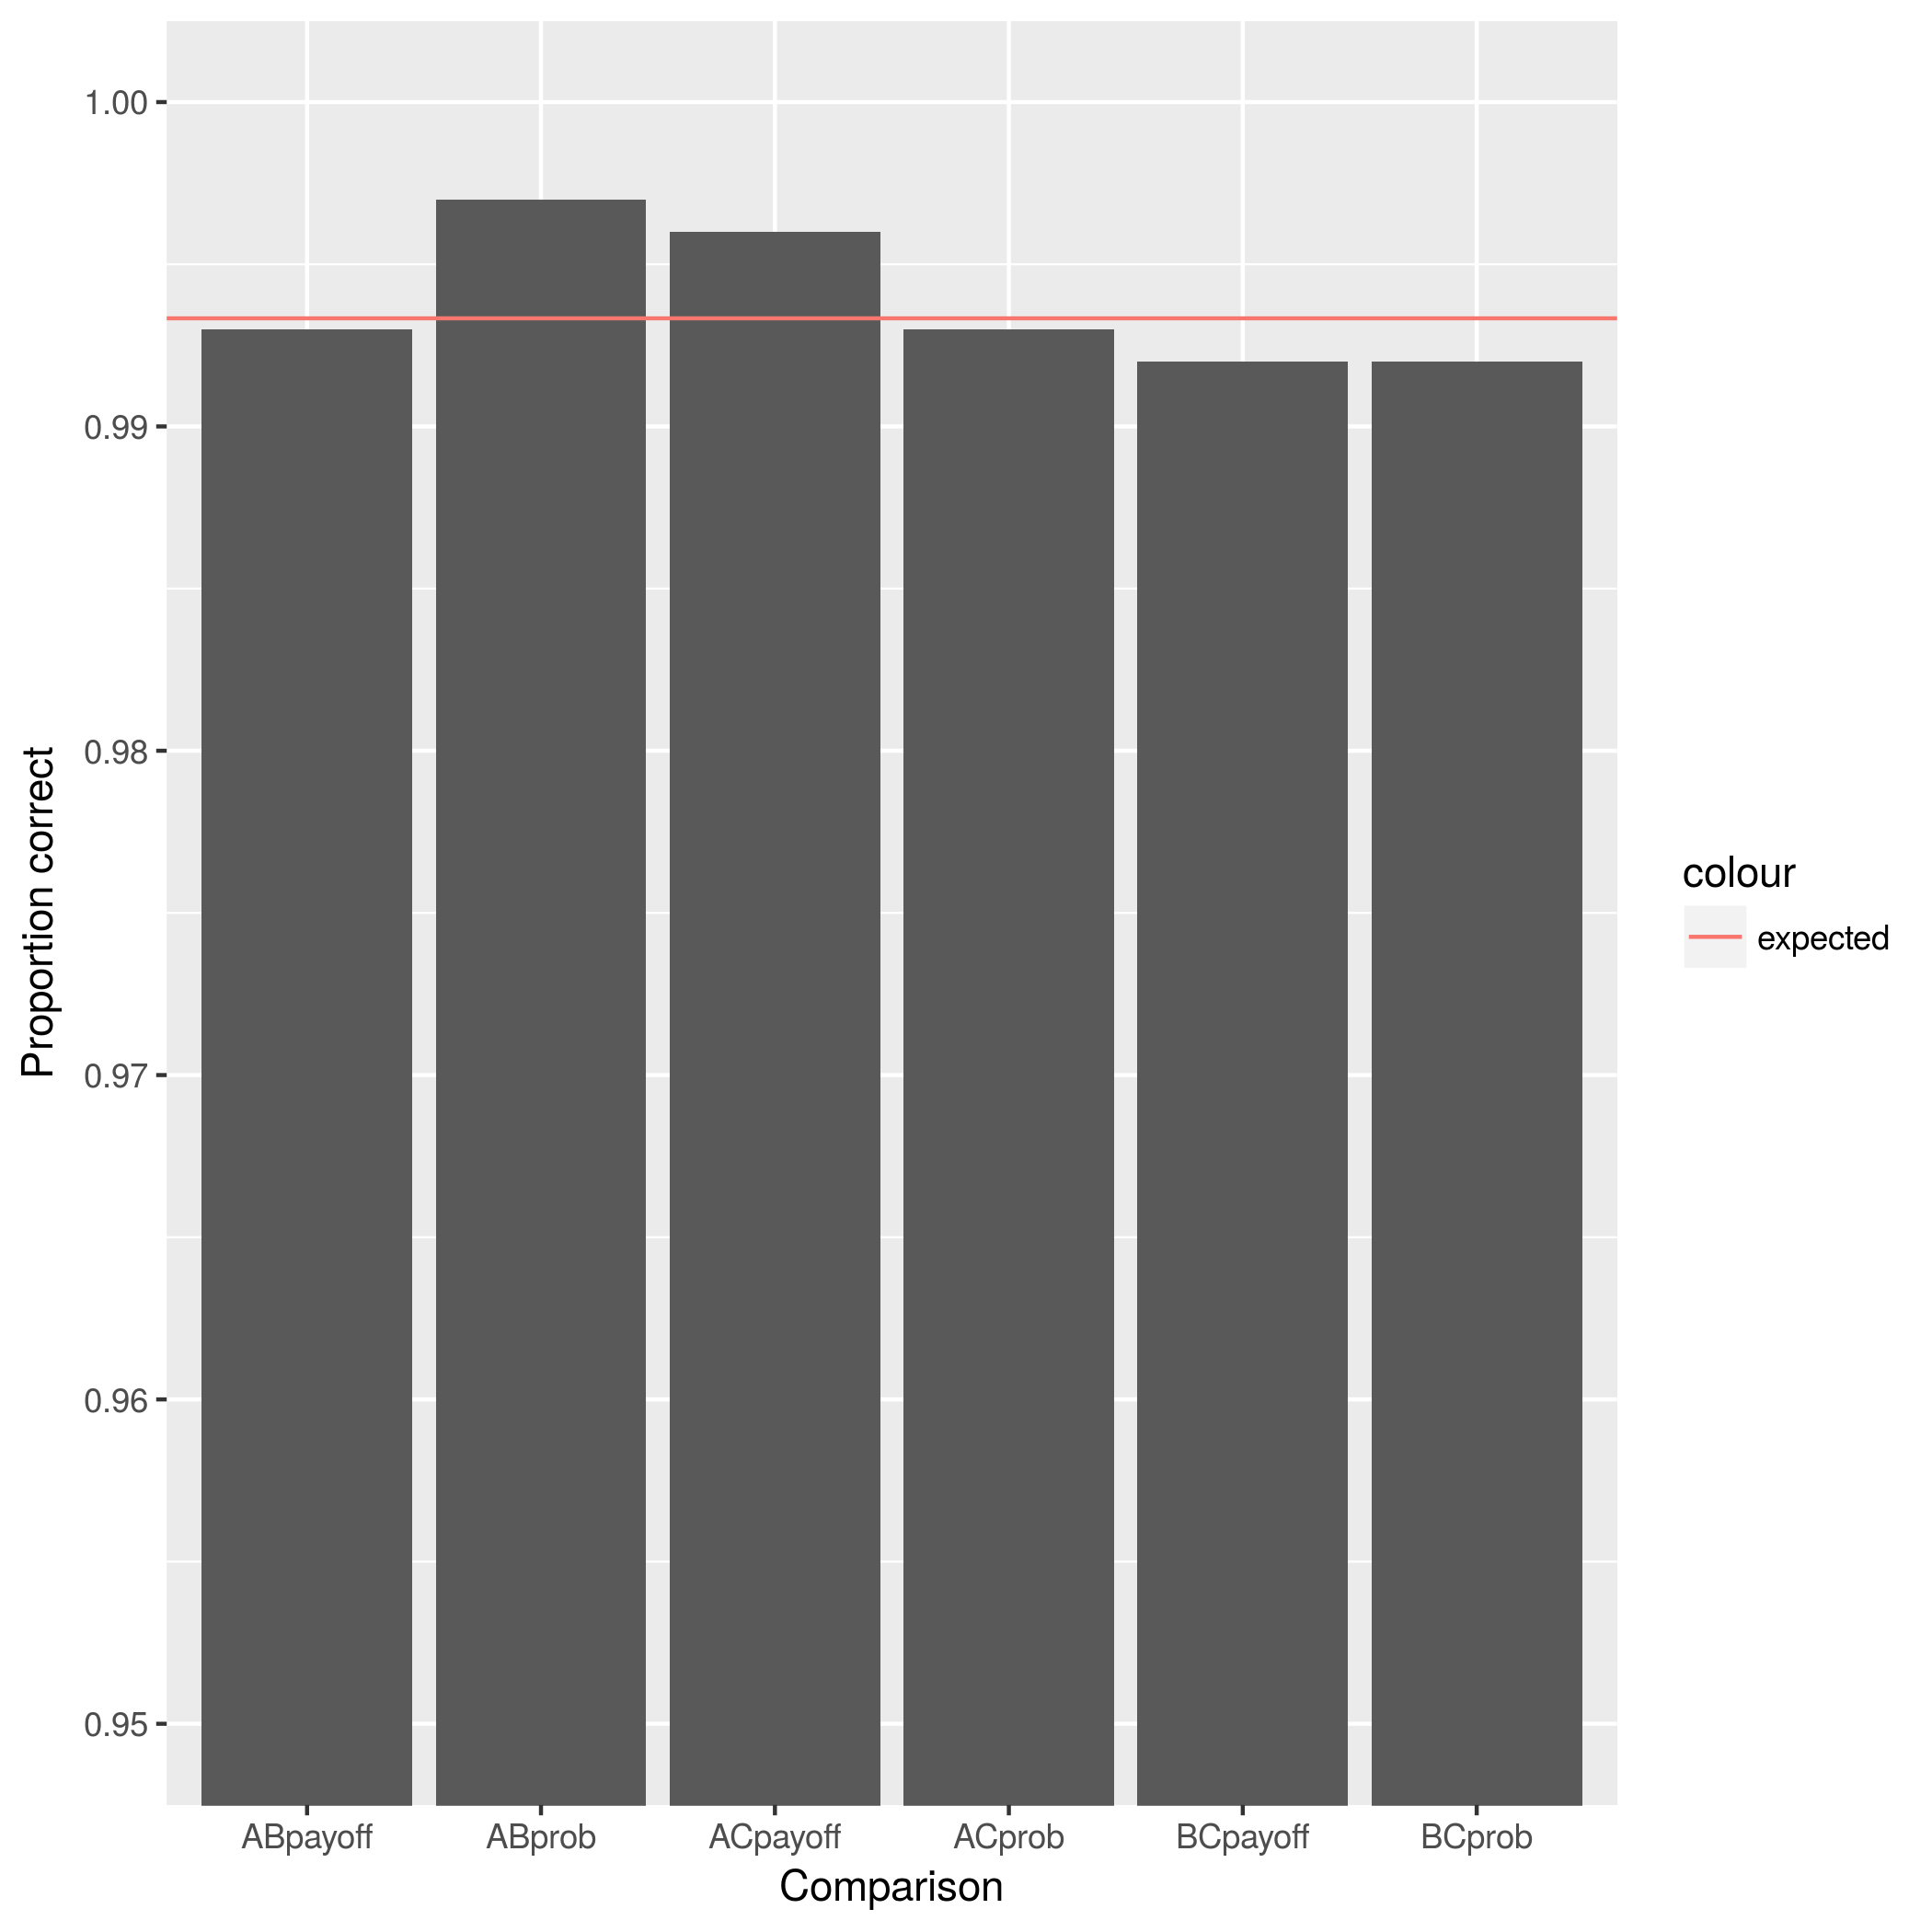 1.00
0.99
0.98
0.97
0.96
0.95
Proportion correct
ABpayoff ABprob ACpayoff ACprob BCpayoff BCprob
Comparison
colour
expected